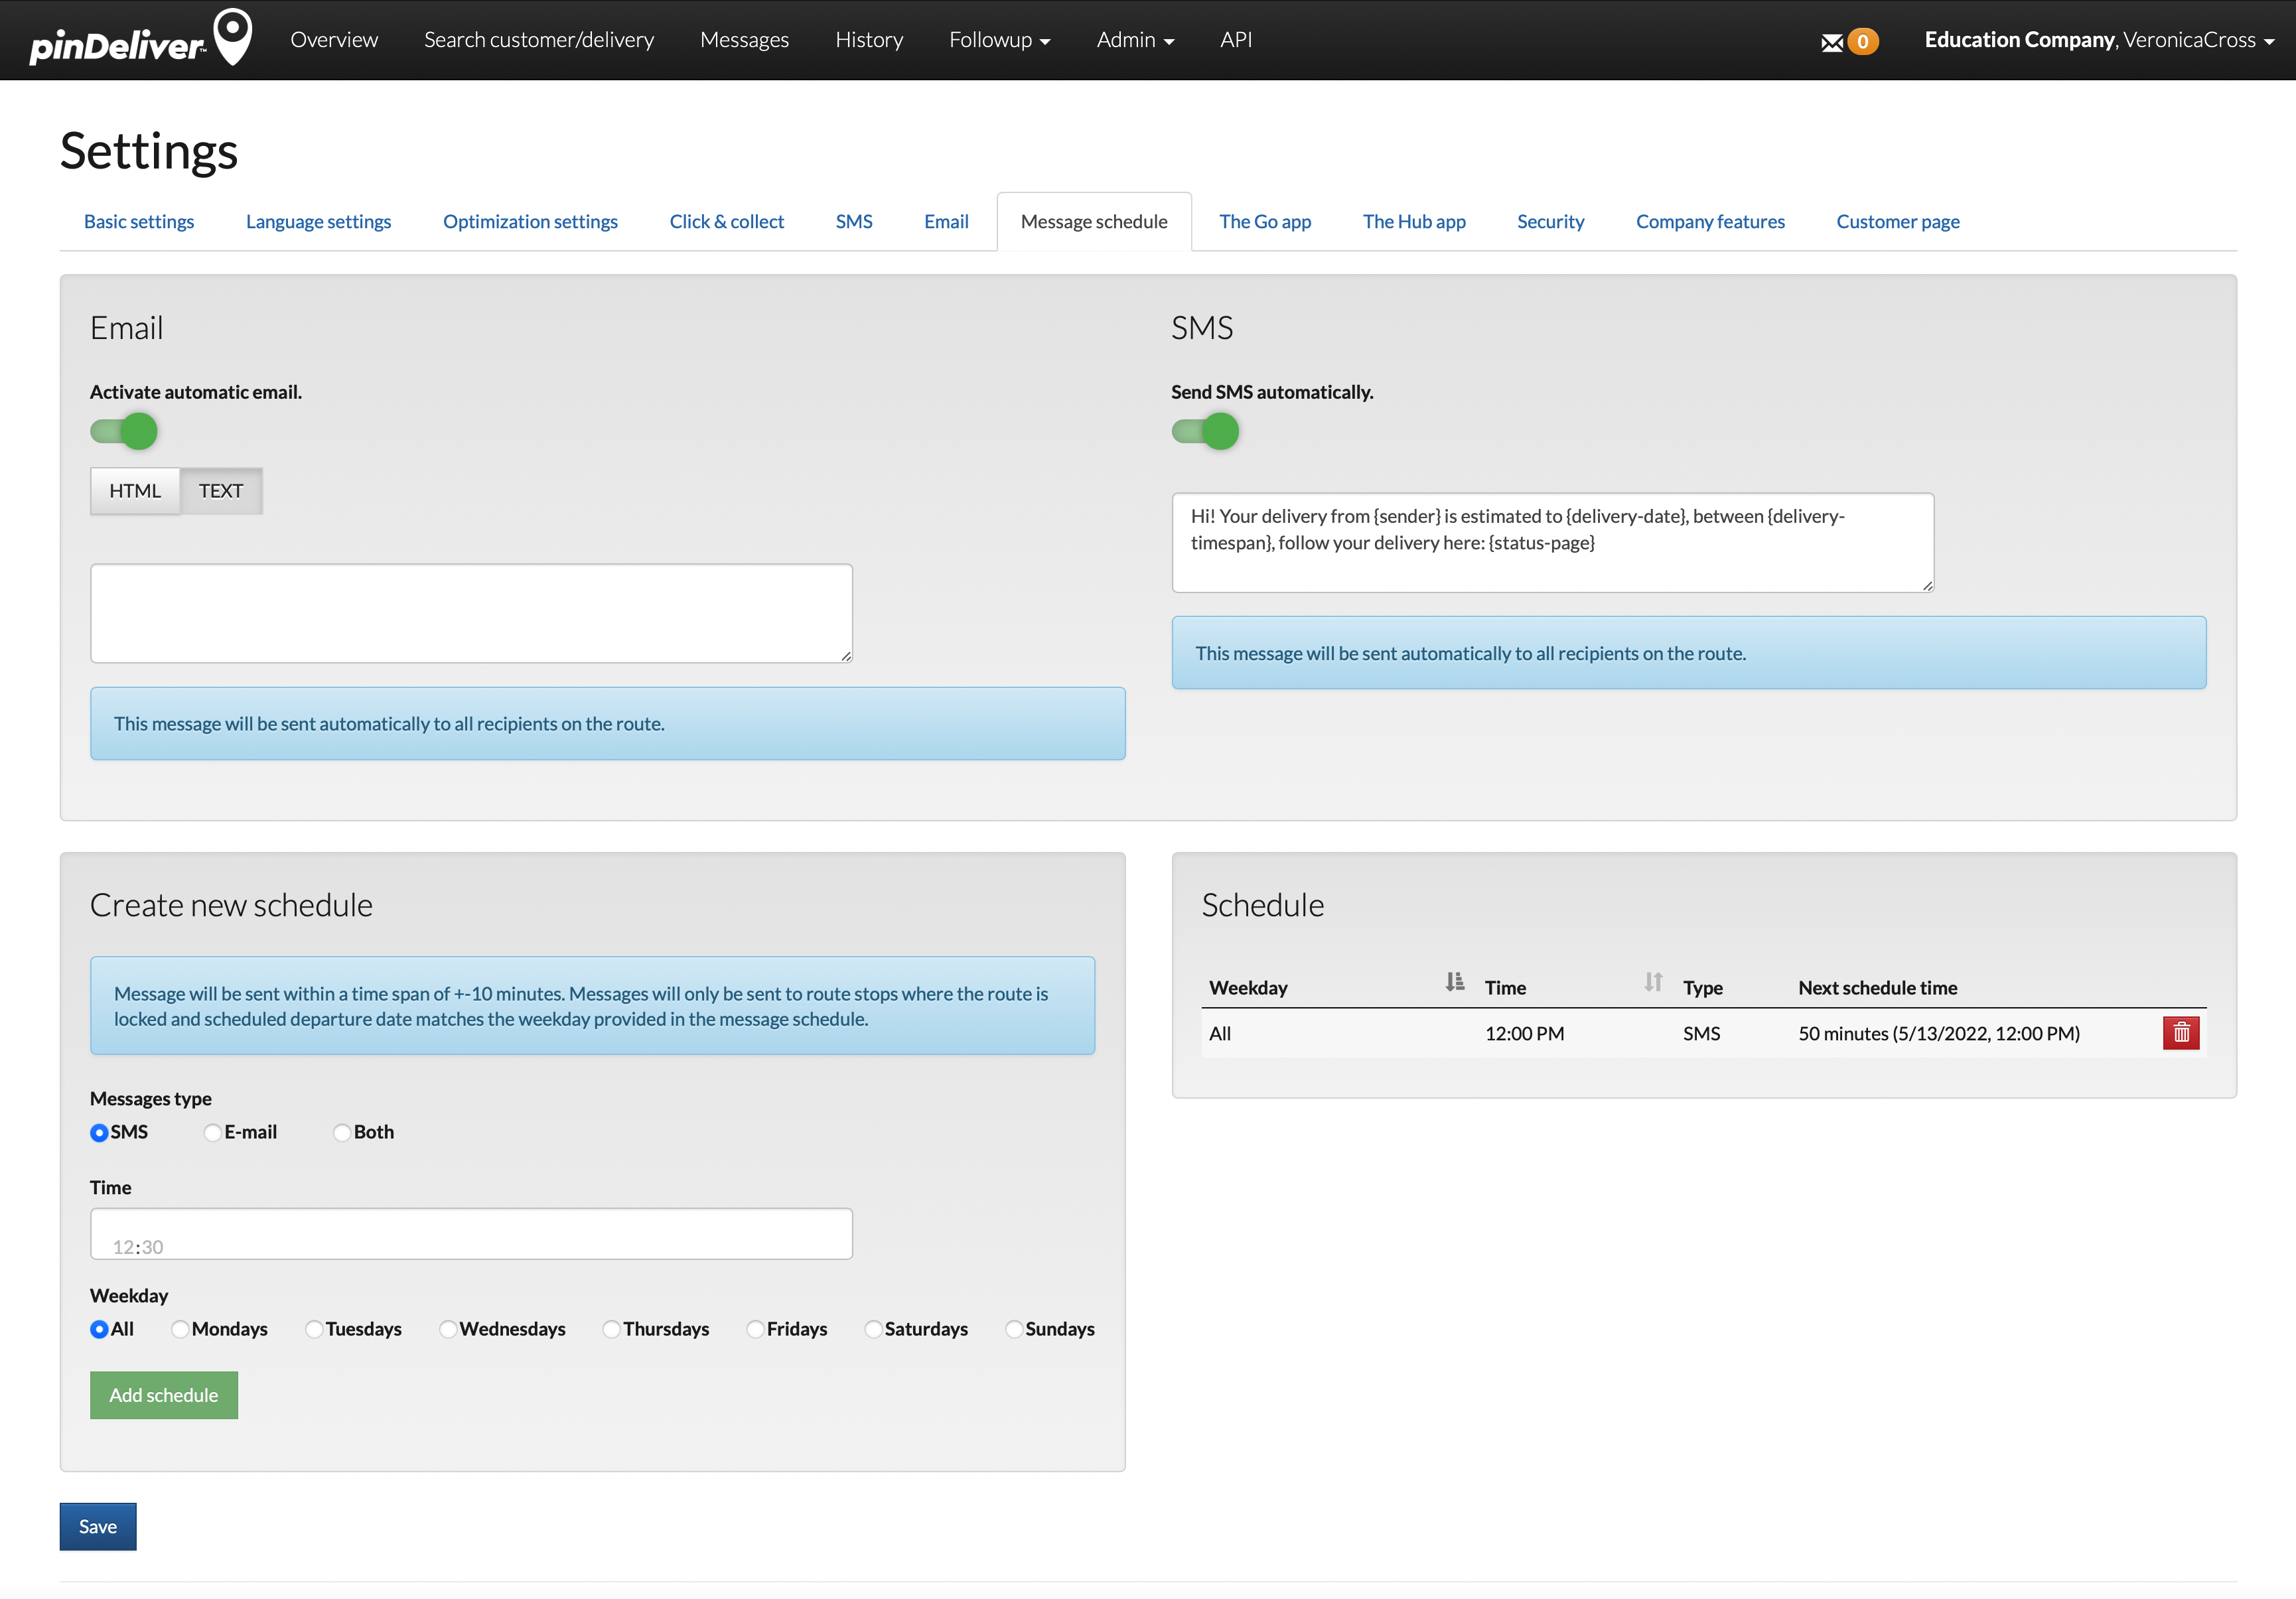 pinDeliver™
Overview Search customer/delivery Messages History Followup Admin API 0 Education Company, VeronicaCross
Settings
Basic settings Language settings Optimization settings Click & collect SMS Email Message schedule The Go app The Hub app Security Company features Customer page
Email
Activate automatic email.
HTML TEXT
This message will be sent automatically to all recipients on the route.
SMS
Send SMS automatically.
Hi! Your delivery from {sender} is estimated to {delivery-date}, between {delivery-
timespan}, follow your delivery here: {status-page}
This message will be sent automatically to all recipients on the route.
Create new schedule
Message will be sent within a time span of +-10 minutes. Messages will only be sent to route stops where the route is
locked and scheduled departure date matches the weekday provided in the message schedule.
Messages type
SMS E-mail Both
Time
12:30
Weekday
All Mondays Tuesdays Wednesdays Thursdays Fridays Saturdays Sundays
Add schedule
Schedule
Weekday Time Type Next schedule time
All 12:00 PM SMS 50 minutes (5/13/2022, 12:00 PM)
Save